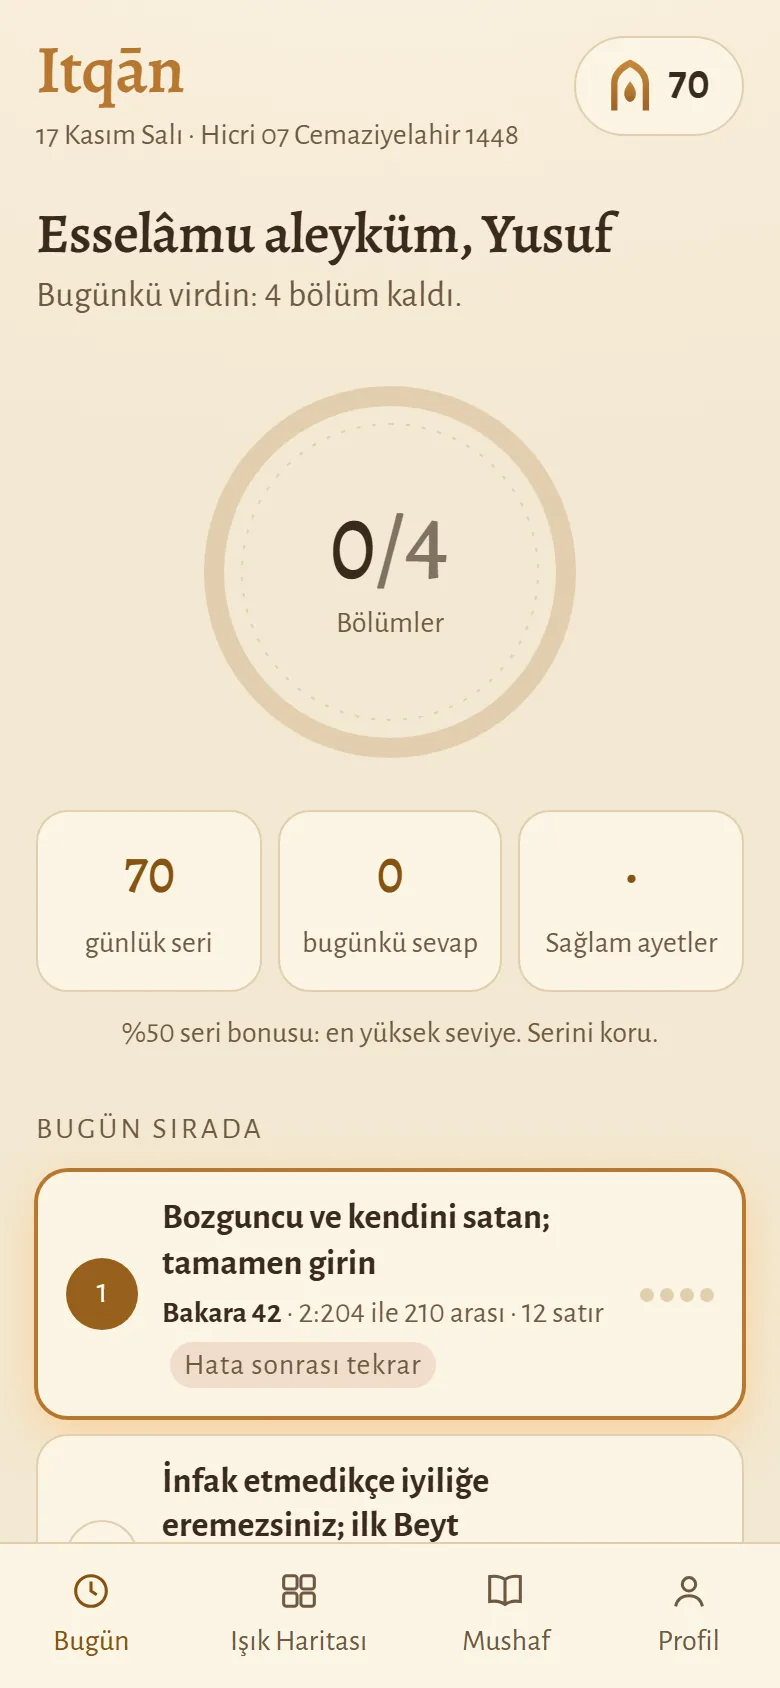 Itqān
70
17 Kasım Salı · Hicri 07 Cemaziyelahir 1448
Esselâmu aleyküm, Yusuf
Bugünkü virdin: 4 bölüm kaldı.
0/4
Bölümler
70
günlük seri
0
bugünkü sevap
·
Sağlam ayetler
%50 seri bonusu: en yüksek seviye. Serini koru.
BUGÜN SIRADA
1
Bozguncu ve kendini satan;
tamamen girin
Bakara 42 · 2:204 ile 210 arası · 12 satır
Hata sonrası tekrar
İnfak etmedikçe iyiliğe
eremezsiniz; ilk Beyt
Bugün
Işık Haritası
Mushaf
Profil